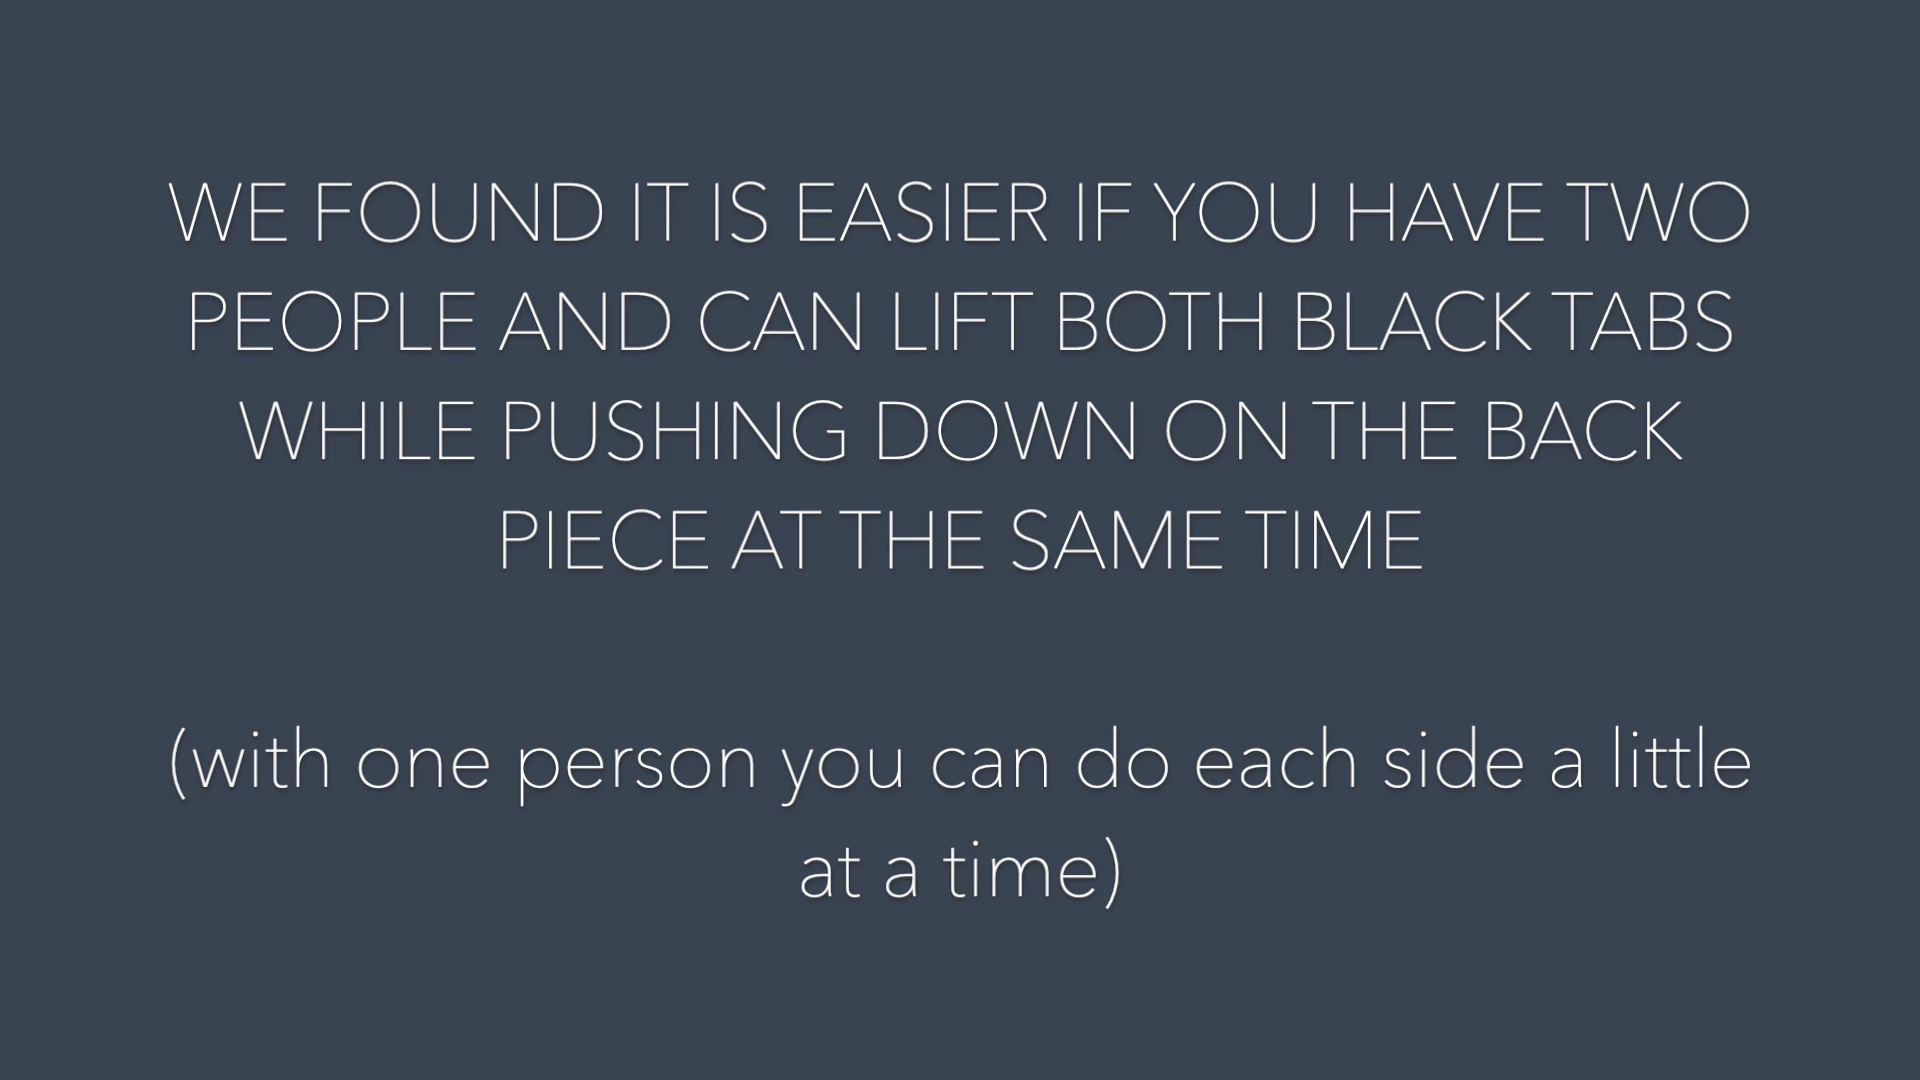 WE FOUND IT IS EASIER IF YOU HAVE TWO
PEOPLE AND CAN LIFT BOTH BLACK TABS
WHILE PUSHING DOWN ON THE BACK
PIECE AT THE SAME TIME
(with one person you can do each side a little
at a time)